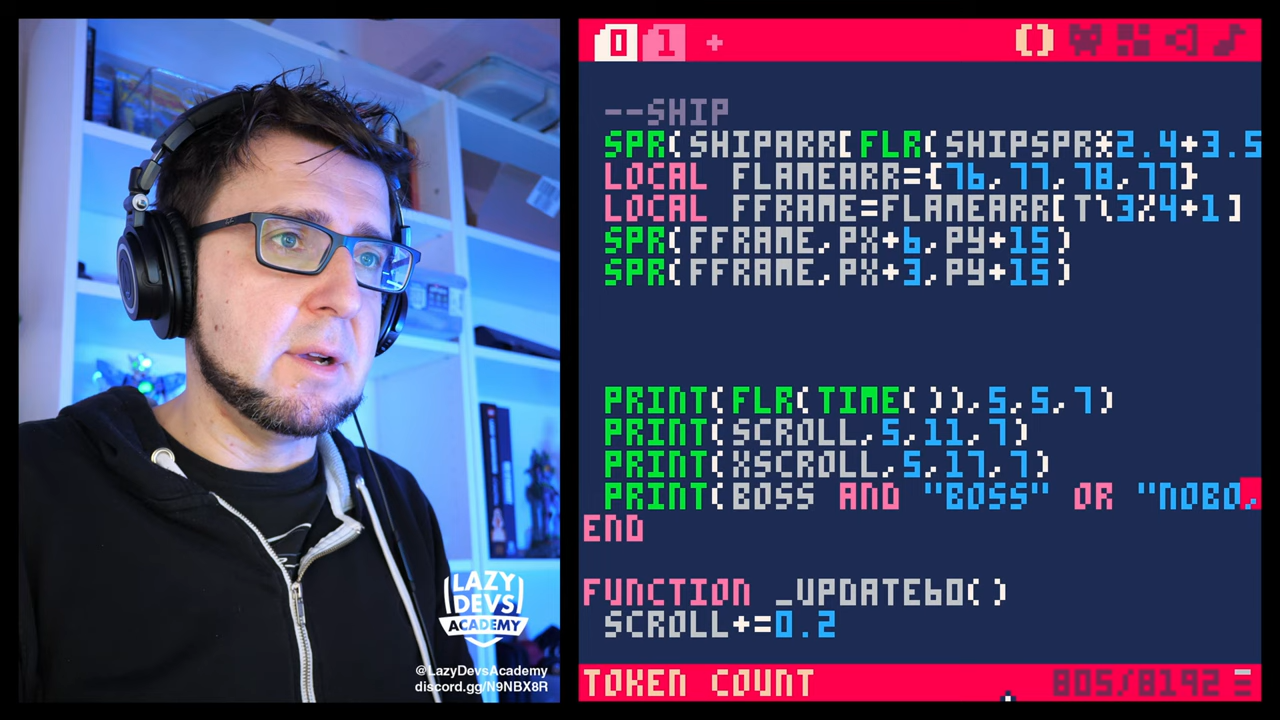 0 1 +
--SHIP
SPR(SHIPARR[FLR(SHIPSPR*2.4+3.5
LOCAL FLAMEARR={76,77,78,77}
LOCAL FFRAME=FLAMEARR[T\3%4+1]
SPR(FFRAME,PX+6,PY+15)
SPR(FFRAME,PX+3,PY+15)
PRINT(FLR(TIME()),5,5,7)
PRINT(SCROLL,5,11,7)
PRINT(XSCROLL,5,17,7)
PRINT(BOSS AND "BOSS" OR "NOBO,
END
FUNCTION _UPDATE60()
SCROLL+=0.2
TOKEN COUNT 805/8192
LAZY
DEVS
ACADEMY
@LazyDevsAcademy
discord.gg/N9NBX8R